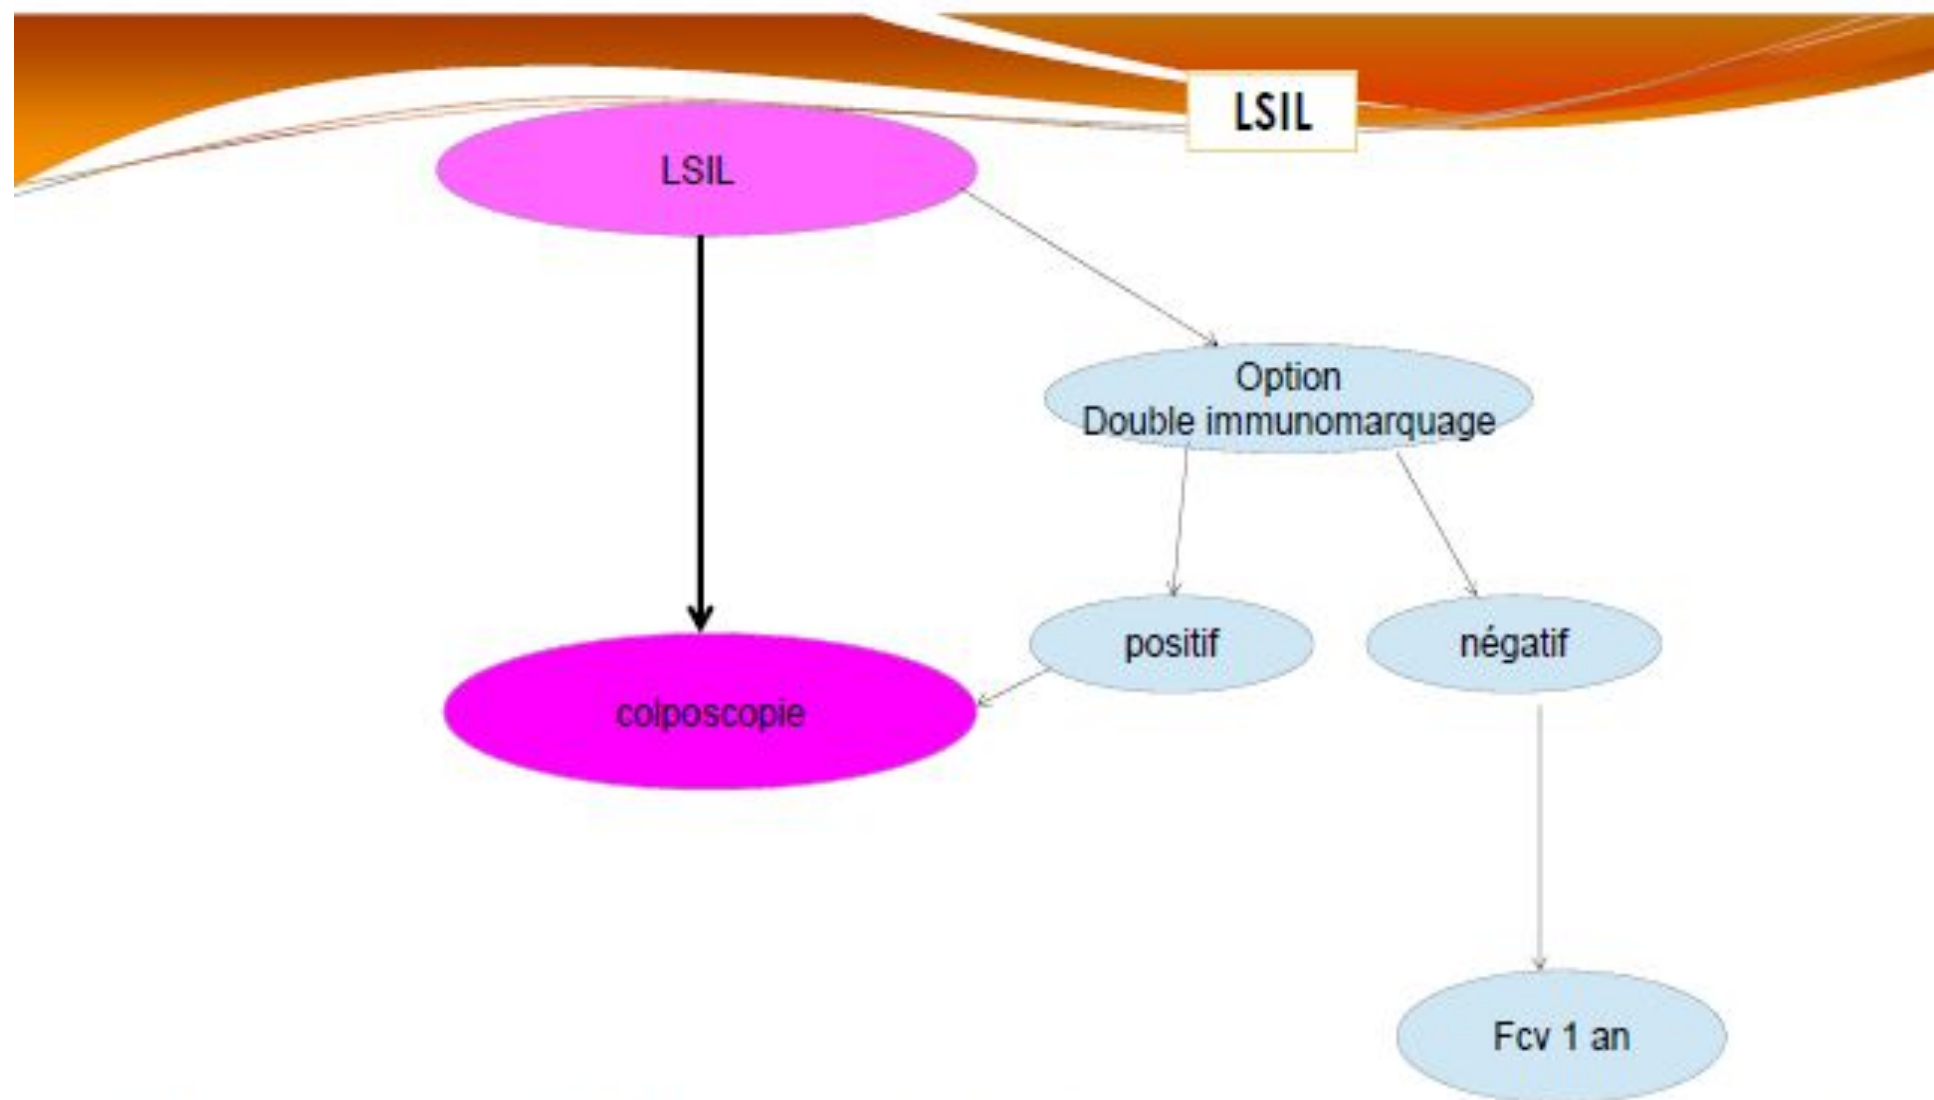 LSIL
LSIL
Option
Double immunomarquage
positif
négatif
colposcopie
Fcv 1 an